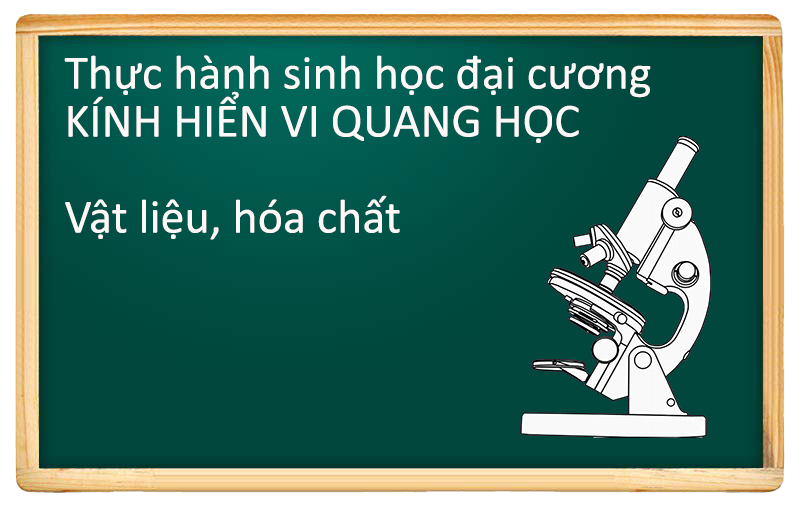 Thực hành sinh học đại cương
KÍNH HIỂN VI QUANG HỌC
Vật liệu, hóa chất